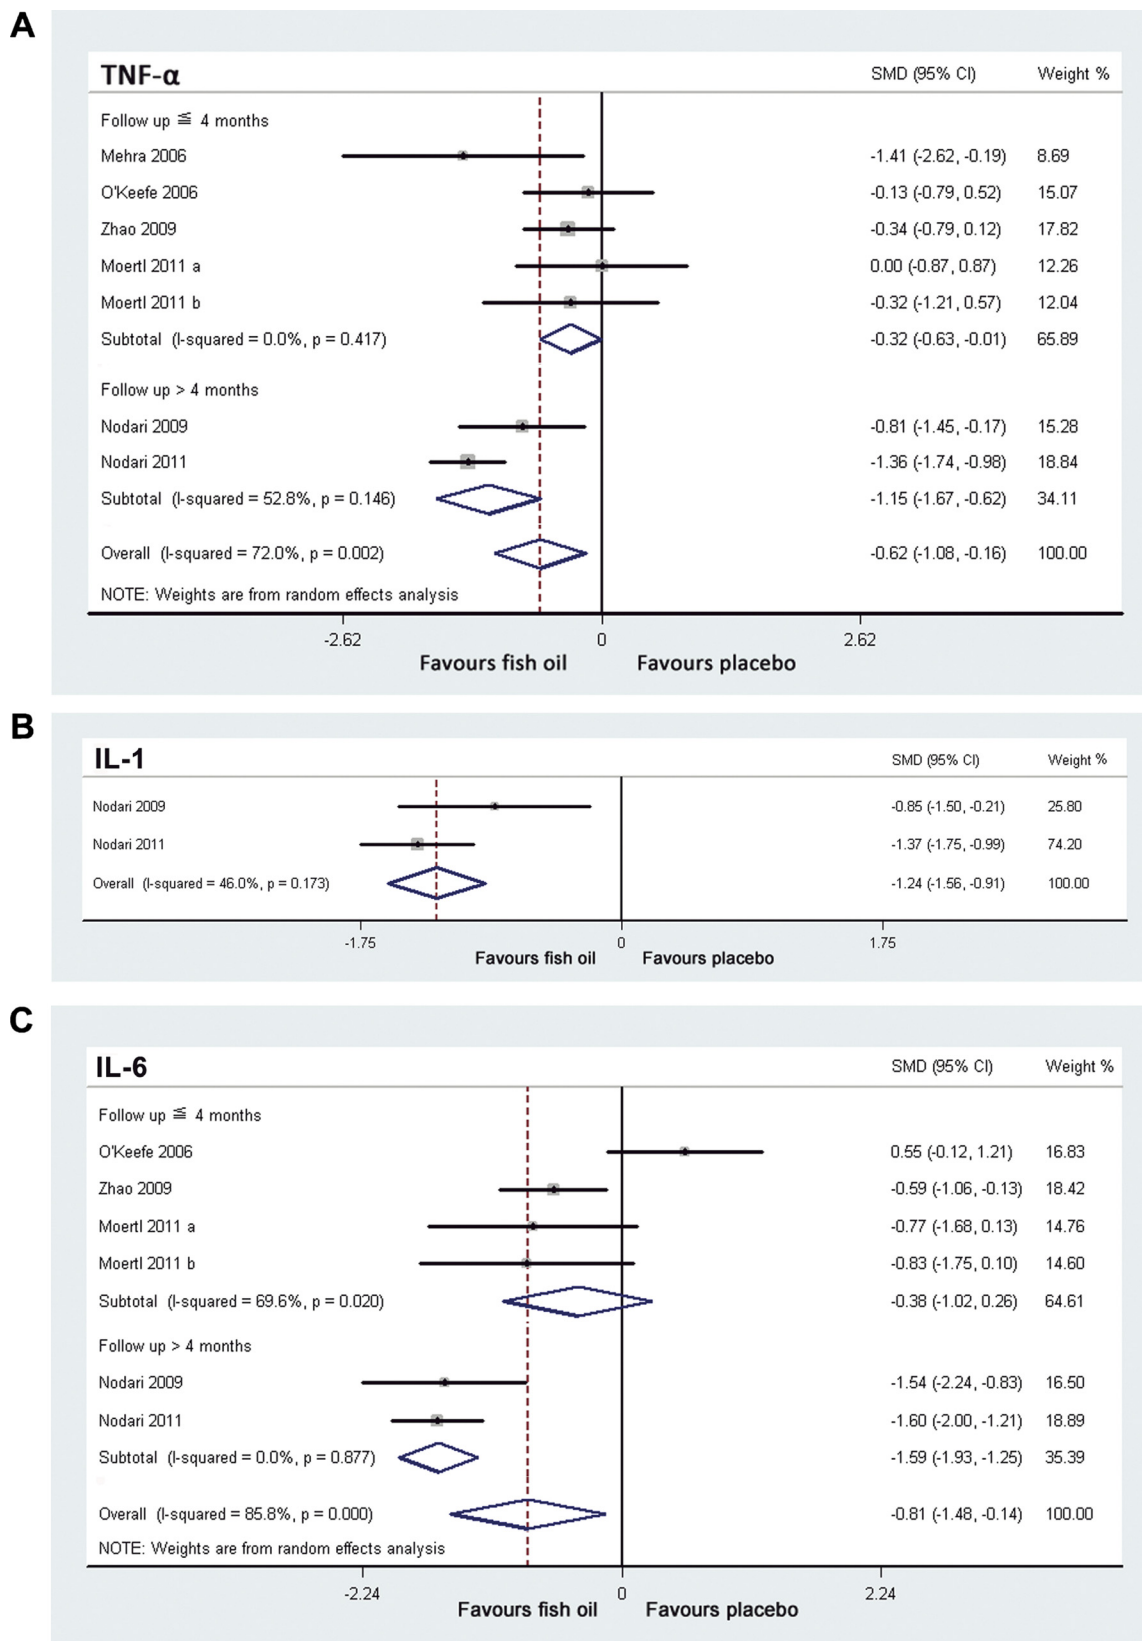 A
TNF-α SMD (95% CI) Weight %
Follow up ≦ 4 months
Mehra 2006 -1.41 (-2.62, -0.19) 8.69
O'Keefe 2006 -0.13 (-0.79, 0.52) 15.07
Zhao 2009 -0.34 (-0.79, 0.12) 17.82
Moertl 2011 a 0.00 (-0.87, 0.87) 12.26
Moertl 2011 b -0.32 (-1.21, 0.57) 12.04
Subtotal (I-squared = 0.0%, p = 0.417) -0.32 (-0.63, -0.01) 65.89
Follow up > 4 months
Nodari 2009 -0.81 (-1.45, -0.17) 15.28
Nodari 2011 -1.36 (-1.74, -0.98) 18.84
Subtotal (I-squared = 52.8%, p = 0.146) -1.15 (-1.67, -0.62) 34.11
Overall (I-squared = 72.0%, p = 0.002) -0.62 (-1.08, -0.16) 100.00
NOTE: Weights are from random effects analysis
-2.62 0 2.62
Favours fish oil Favours placebo
B
IL-1 SMD (95% CI) Weight %
Nodari 2009 -0.85 (-1.50, -0.21) 25.80
Nodari 2011 -1.37 (-1.75, -0.99) 74.20
Overall (I-squared = 46.0%, p = 0.173) -1.24 (-1.56, -0.91) 100.00
-1.75 0 1.75
Favours fish oil Favours placebo
C
IL-6 SMD (95% CI) Weight %
Follow up ≦ 4 months
O'Keefe 2006 0.55 (-0.12, 1.21) 16.83
Zhao 2009 -0.59 (-1.06, -0.13) 18.42
Moertl 2011 a -0.77 (-1.68, 0.13) 14.76
Moertl 2011 b -0.83 (-1.75, 0.10) 14.60
Subtotal (I-squared = 69.6%, p = 0.020) -0.38 (-1.02, 0.26) 64.61
Follow up > 4 months
Nodari 2009 -1.54 (-2.24, -0.83) 16.50
Nodari 2011 -1.60 (-2.00, -1.21) 18.89
Subtotal (I-squared = 0.0%, p = 0.877) -1.59 (-1.93, -1.25) 35.39
Overall (I-squared = 85.8%, p = 0.000) -0.81 (-1.48, -0.14) 100.00
NOTE: Weights are from random effects analysis
-2.24 0 2.24
Favours fish oil Favours placebo